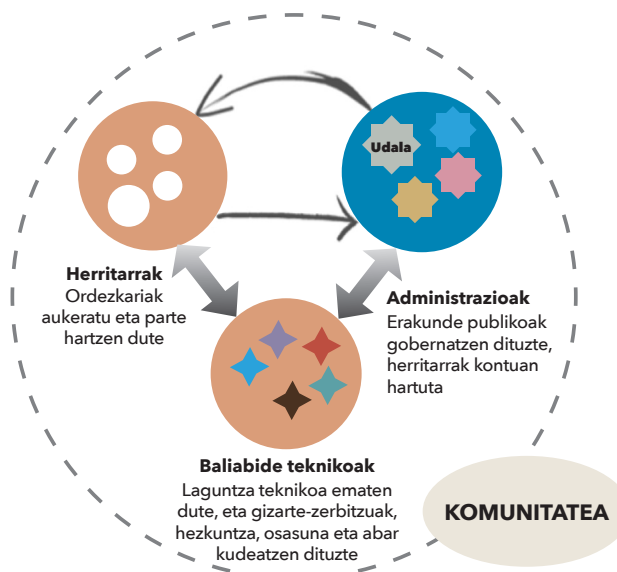 Udala
Herritarrak
Ordezkariak
aukeratu eta parte
hartzen dute
Administrazioak
Erakunde publikoak
gobernatzen dituzte,
herritarrak kontuan
hartuta
Baliabide teknikoak
Laguntza teknikoa ematen
dute, eta gizarte-zerbitzuak,
hezkuntza, osasuna eta abar
kudeatzen dituzte
KOMUNITATEA